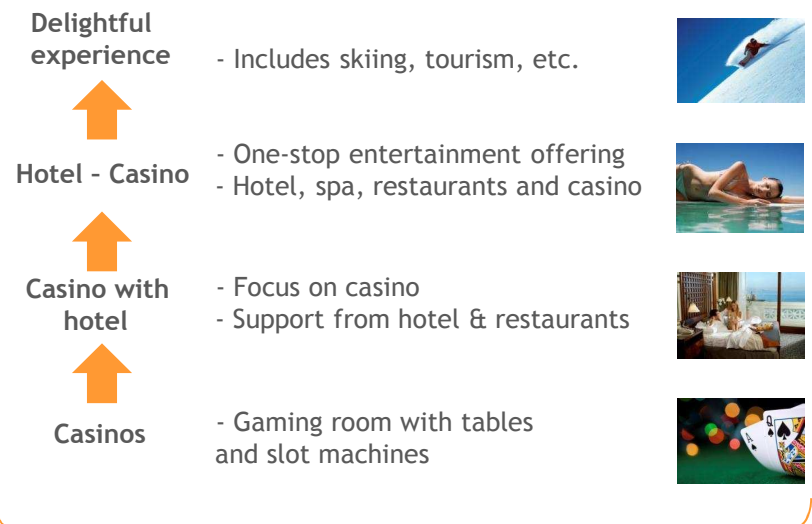 Delightful
experience
- Includes skiing, tourism, etc.
Hotel – Casino
- One-stop entertainment offering
- Hotel, spa, restaurants and casino
Casino with
hotel
- Focus on casino
- Support from hotel & restaurants
Casinos
- Gaming room with tables
and slot machines
A
Q